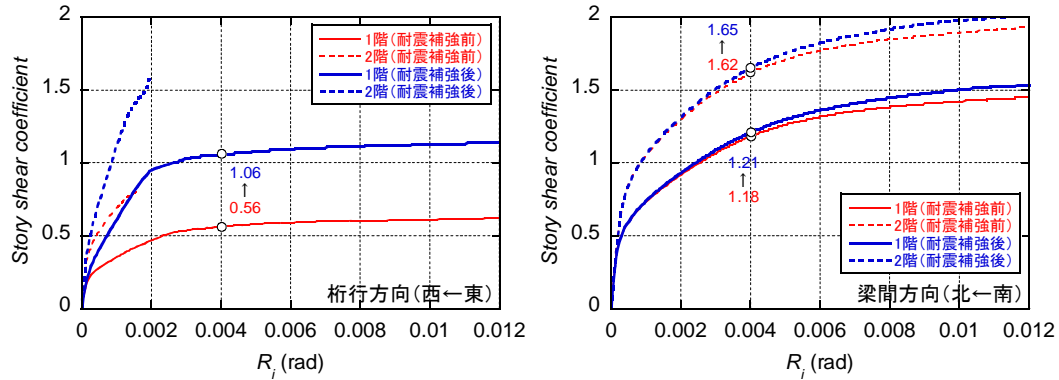 2
1.5
1
0.5
0
Story shear coefficient
1階(耐震補強前)
2階(耐震補強前)
1階(耐震補強後)
2階(耐震補強後)
1.06
↑
0.56
桁行方向(西←東)
0 0.002 0.004 0.006 0.008 0.01 0.012
R_i (rad)
2
1.5
1
0.5
0
Story shear coefficient
1.65
↑
1.62
1.21
↑
1.18
1階(耐震補強前)
2階(耐震補強前)
1階(耐震補強後)
2階(耐震補強後)
梁間方向(北←南)
0 0.002 0.004 0.006 0.008 0.01 0.012
R_i (rad)